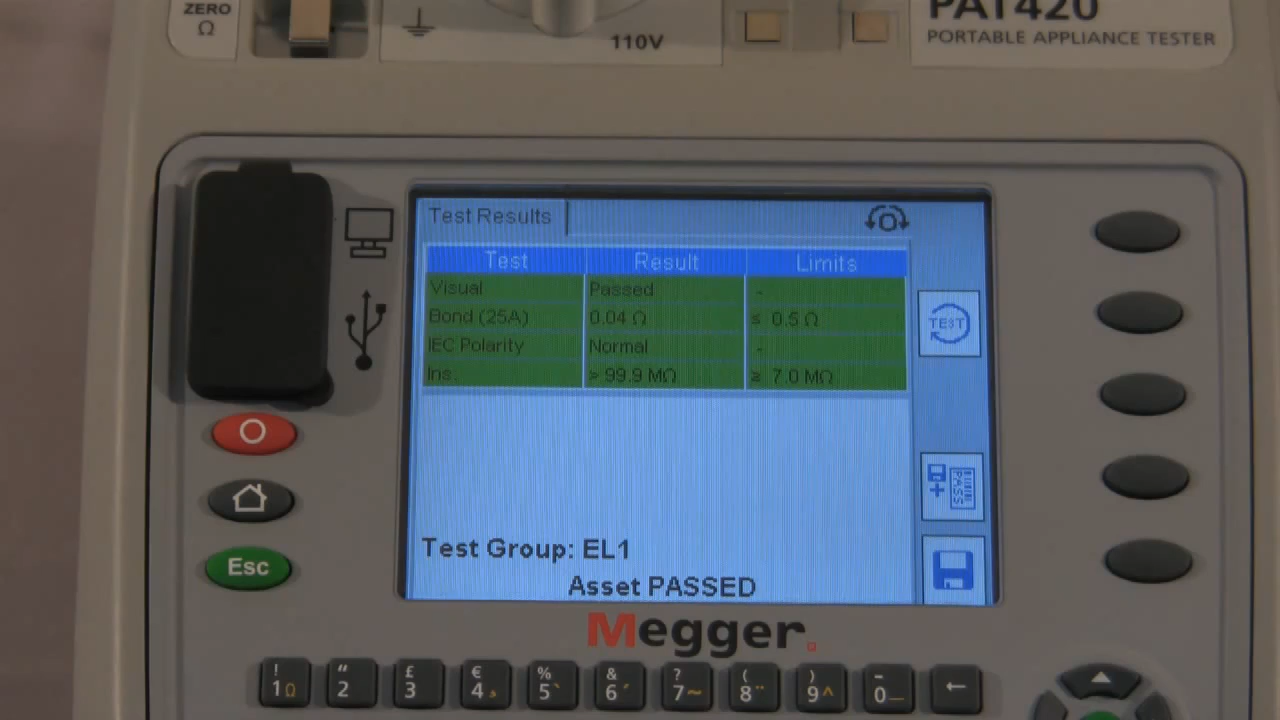 ZERO
Ω
110V
PAT420
PORTABLE APPLIANCE TESTER
Test Results
Test Result Limits
Visual Passed -
Bond (25A) 0.04 Ω ≤ 0.5 Ω
IEC Polarity Normal -
Ins. > 99.9 MΩ ≥ 7.0 MΩ
TEST
PASS
Test Group: EL1
Asset PASSED
Esc
Megger.
! " £ € % & ? ( ) -
1Ω 2 3 4 5` 6´ 7~ 8¨ 9^ 0_ ←